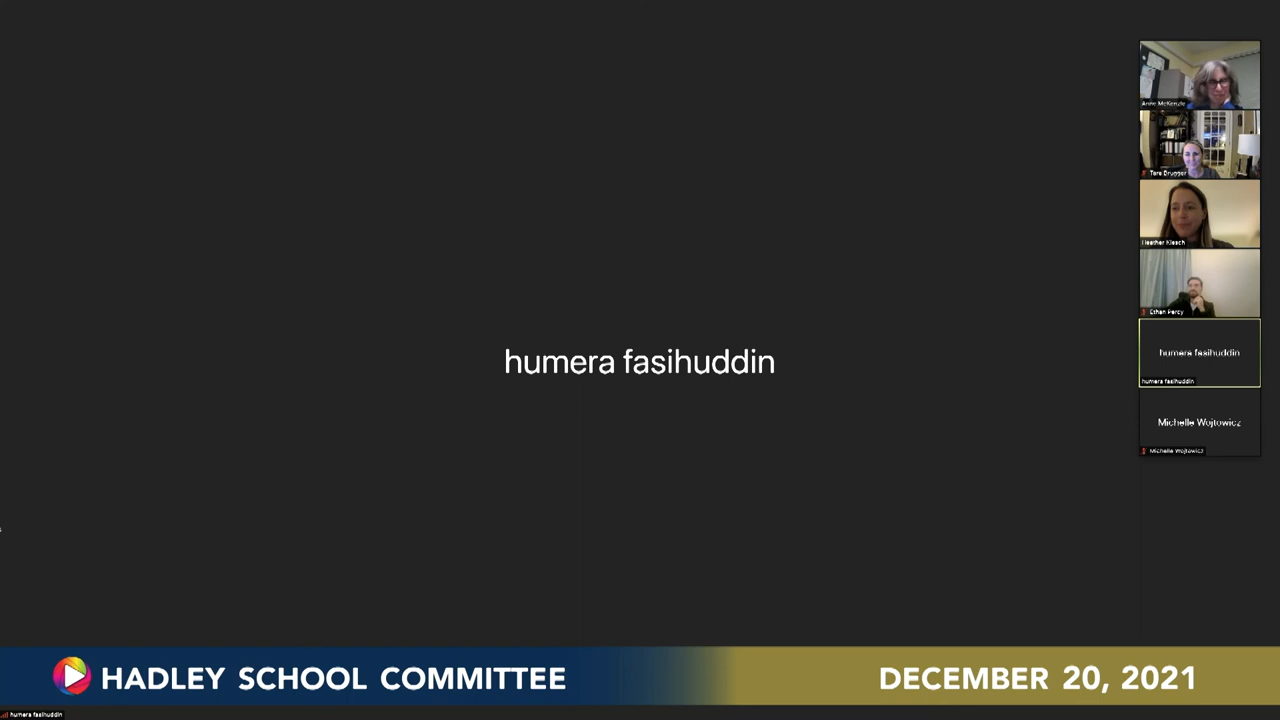 Anne McKenzie
Tara Brugger
Heather Klesch
Ethan Percy
humera fasihuddin
humera fasihuddin
humera fasihuddin
Michelle Wojtowicz
Michelle Wojtowicz
HADLEY SCHOOL COMMITTEE
DECEMBER 20, 2021
humera fasihuddin